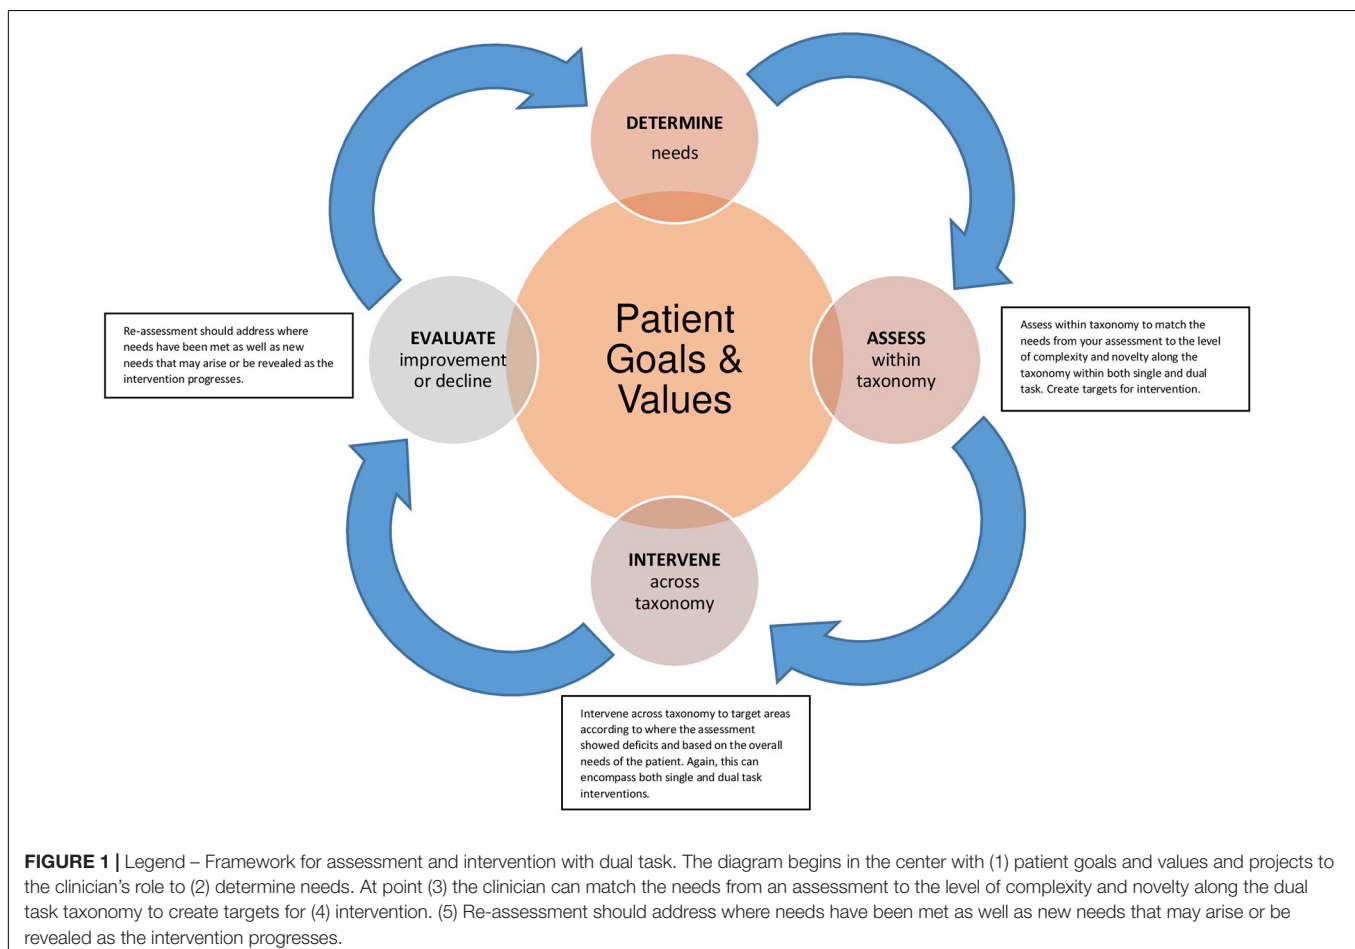 DETERMINE
needs
Patient
Goals &
Values
EVALUATE
improvement
or decline
ASSESS
within
taxonomy
Re-assessment should address where
needs have been met as well as new
needs that may arise or be revealed as the
intervention progresses.
Assess within taxonomy to match the
needs from your assessment to the level
of complexity and novelty along the
taxonomy within both single and dual
task. Create targets for intervention.
INTERVENE
across
taxonomy
Intervene across taxonomy to target areas
according to where the assessment
showed deficits and based on the overall
needs of the patient. Again, this can
encompass both single and dual task
interventions.
FIGURE 1 | Legend – Framework for assessment and intervention with dual task. The diagram begins in the center with (1) patient goals and values and projects to
the clinician's role to (2) determine needs. At point (3) the clinician can match the needs from an assessment to the level of complexity and novelty along the dual
task taxonomy to create targets for (4) intervention. (5) Re-assessment should address where needs have been met as well as new needs that may arise or be
revealed as the intervention progresses.